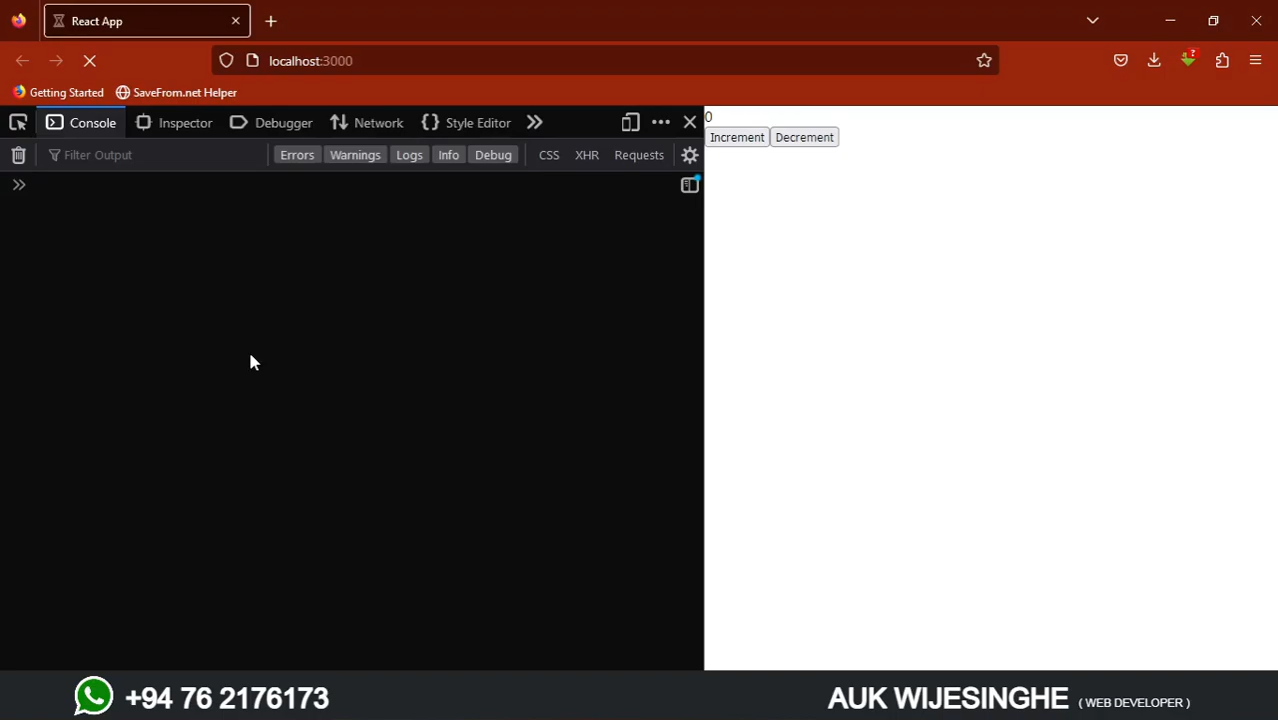 React App
localhost:3000
Getting Started SaveFrom.net Helper
Console Inspector Debugger Network Style Editor
Filter Output Errors Warnings Logs Info Debug CSS XHR Requests
0
Increment Decrement
+94 76 2176173
AUK WIJESINGHE ( WEB DEVELOPER )